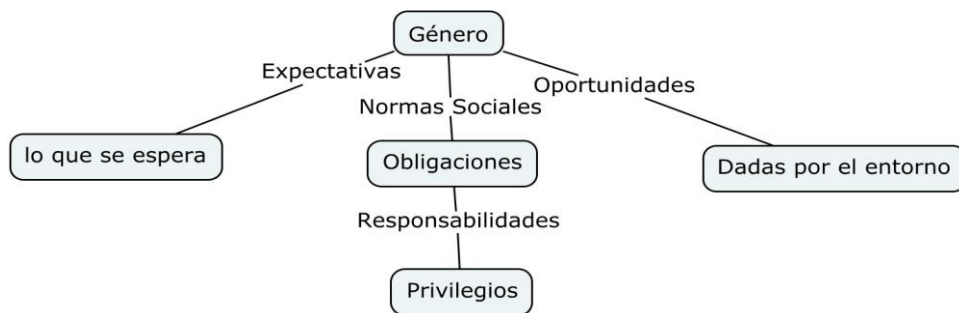 Género
Expectativas
Oportunidades
Normas Sociales
lo que se espera
Obligaciones
Dadas por el entorno
Responsabilidades
Privilegios